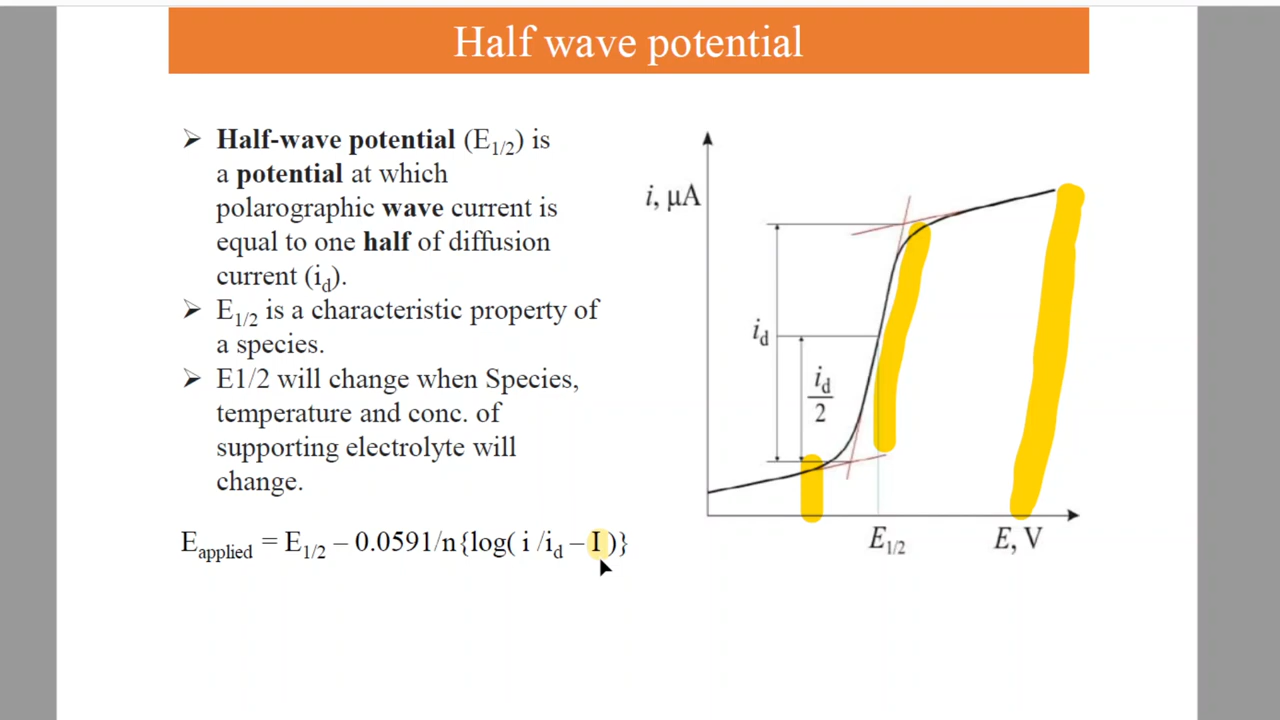 Half wave potential
➢ Half-wave potential (E1/2) is
a potential at which
polarographic wave current is
equal to one half of diffusion
current (id).
➢ E1/2 is a characteristic property of
a species.
➢ E1/2 will change when Species,
temperature and conc. of
supporting electrolyte will
change.
Eapplied = E1/2 – 0.0591/n{log( i /id – I )}
i, μA
id
id
2
E1/2
E, V